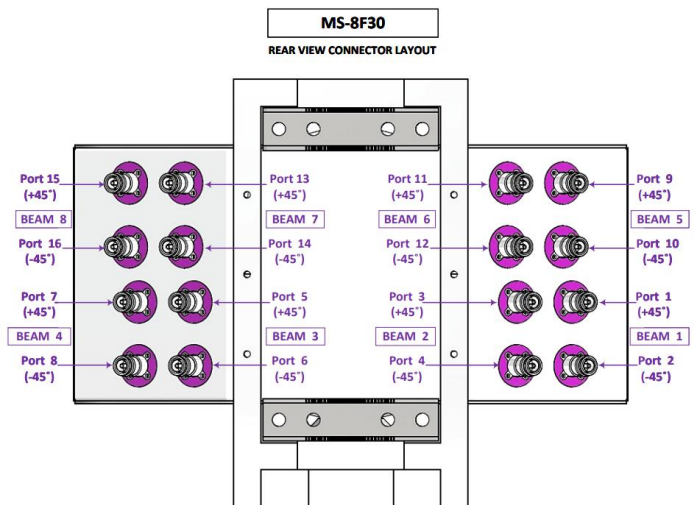 MS-8F30
REAR VIEW CONNECTOR LAYOUT
Port 15
(+45˚)
BEAM 8
Port 16
(-45˚)
Port 7
(+45˚)
BEAM 4
Port 8
(-45˚)
Port 13
(+45˚)
BEAM 7
Port 14
(-45˚)
Port 5
(+45˚)
BEAM 3
Port 6
(-45˚)
Port 11
(+45˚)
BEAM 6
Port 12
(-45˚)
Port 3
(+45˚)
BEAM 2
Port 4
(-45˚)
Port 9
(+45˚)
BEAM 5
Port 10
(-45˚)
Port 1
(+45˚)
BEAM 1
Port 2
(-45˚)